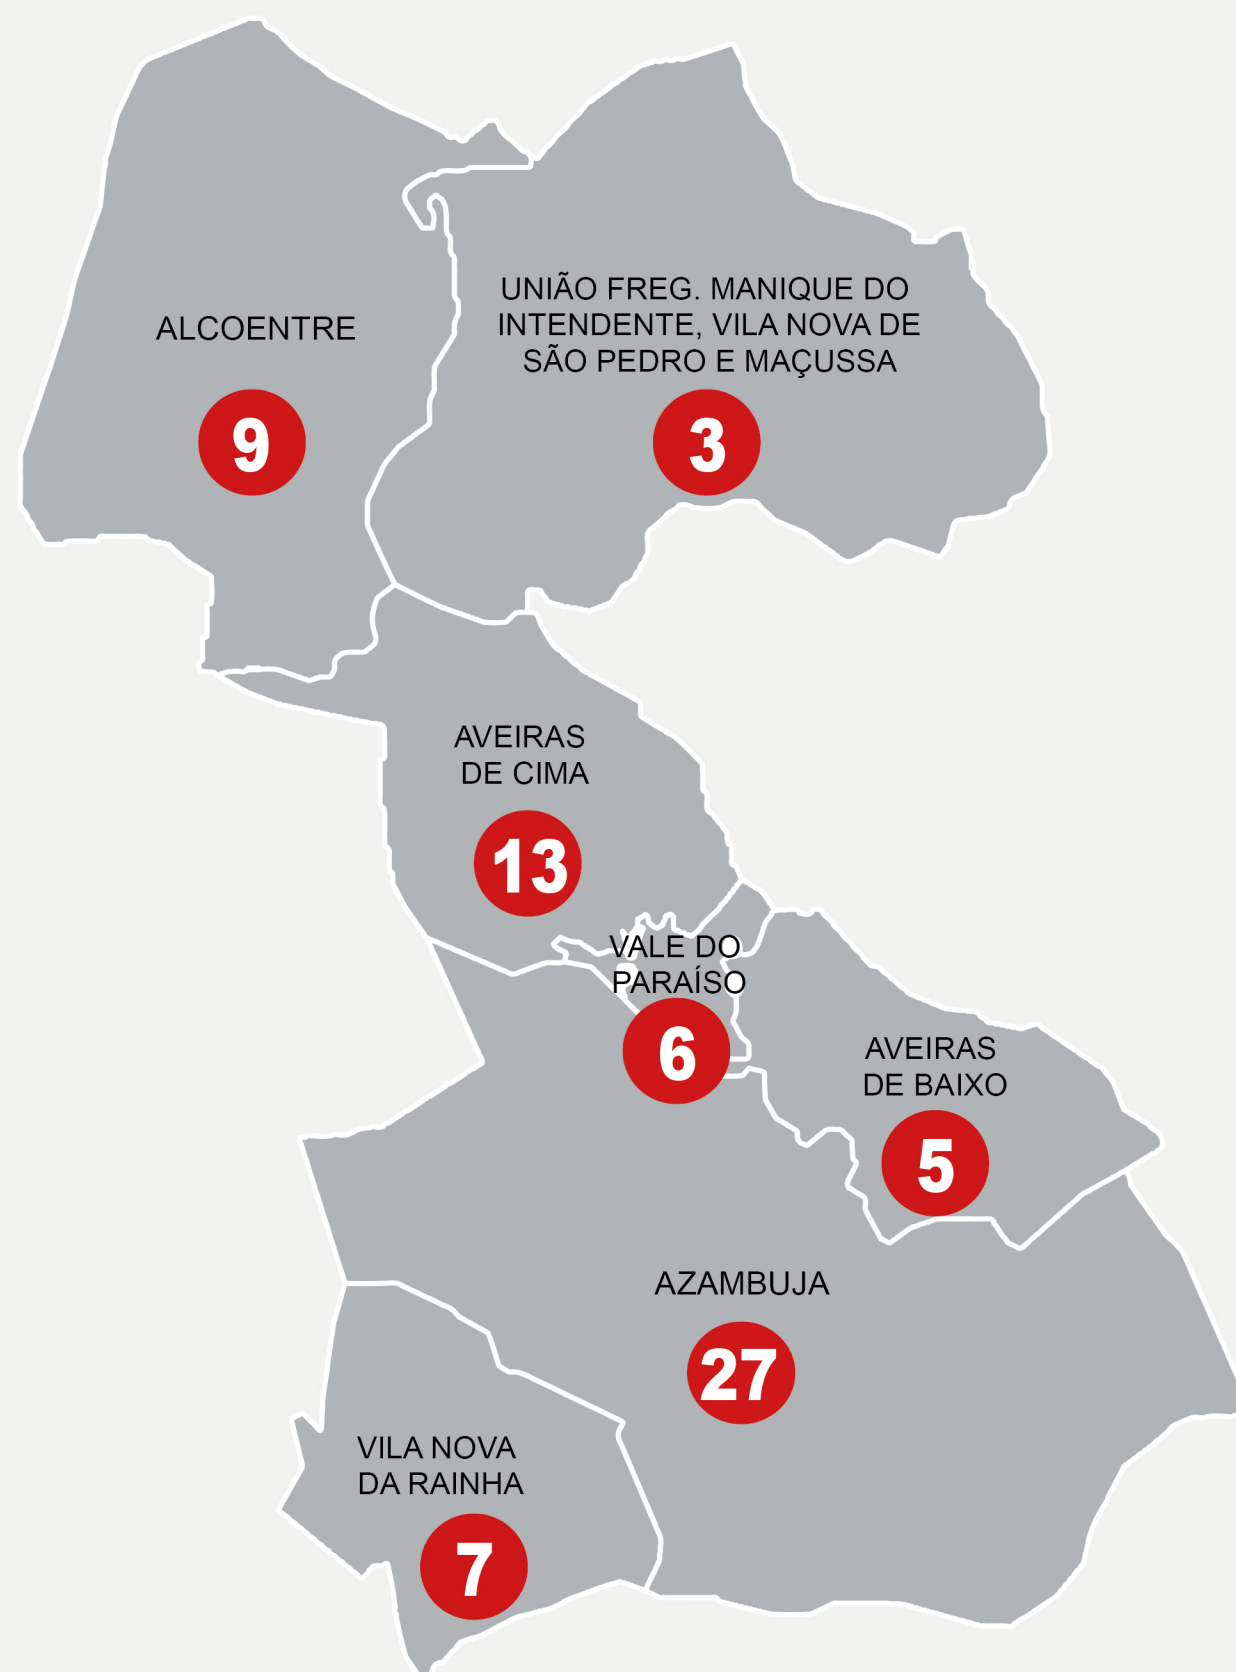 ALCOENTRE
9
UNIÃO FREG. MANIQUE DO
INTENDENTE, VILA NOVA DE
SÃO PEDRO E MAÇUSSA
3
AVEIRAS
DE CIMA
13
VALE DO
PARAÍSO
6
AVEIRAS
DE BAIXO
5
AZAMBUJA
27
VILA NOVA
DA RAINHA
7